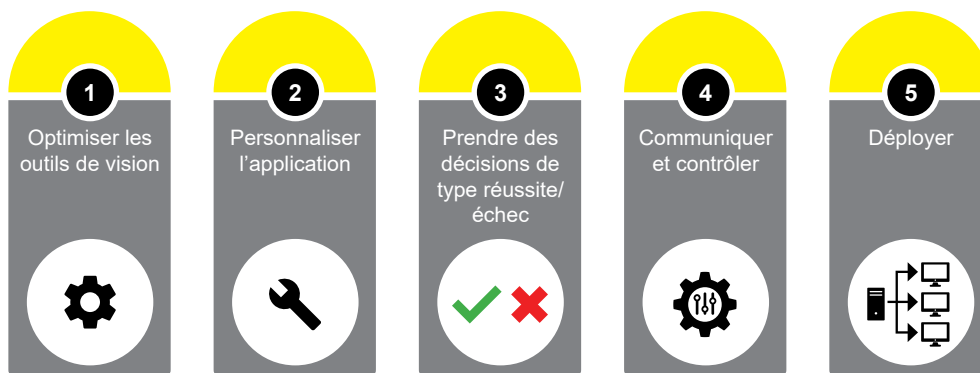 1
Optimiser les
outils de vision
2
Personnaliser
l’application
3
Prendre des
décisions de
type réussite/
échec
4
Communiquer
et contrôler
5
Déployer